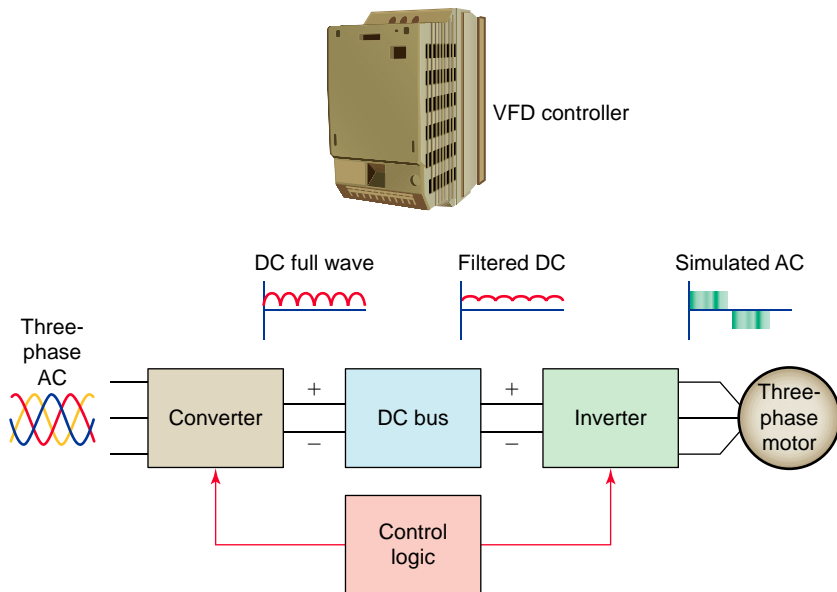 VFD controller
DC full wave
Filtered DC
Simulated AC
Three-
phase
AC
Converter
+
−
DC bus
+
−
Inverter
Three-
phase
motor
Control
logic